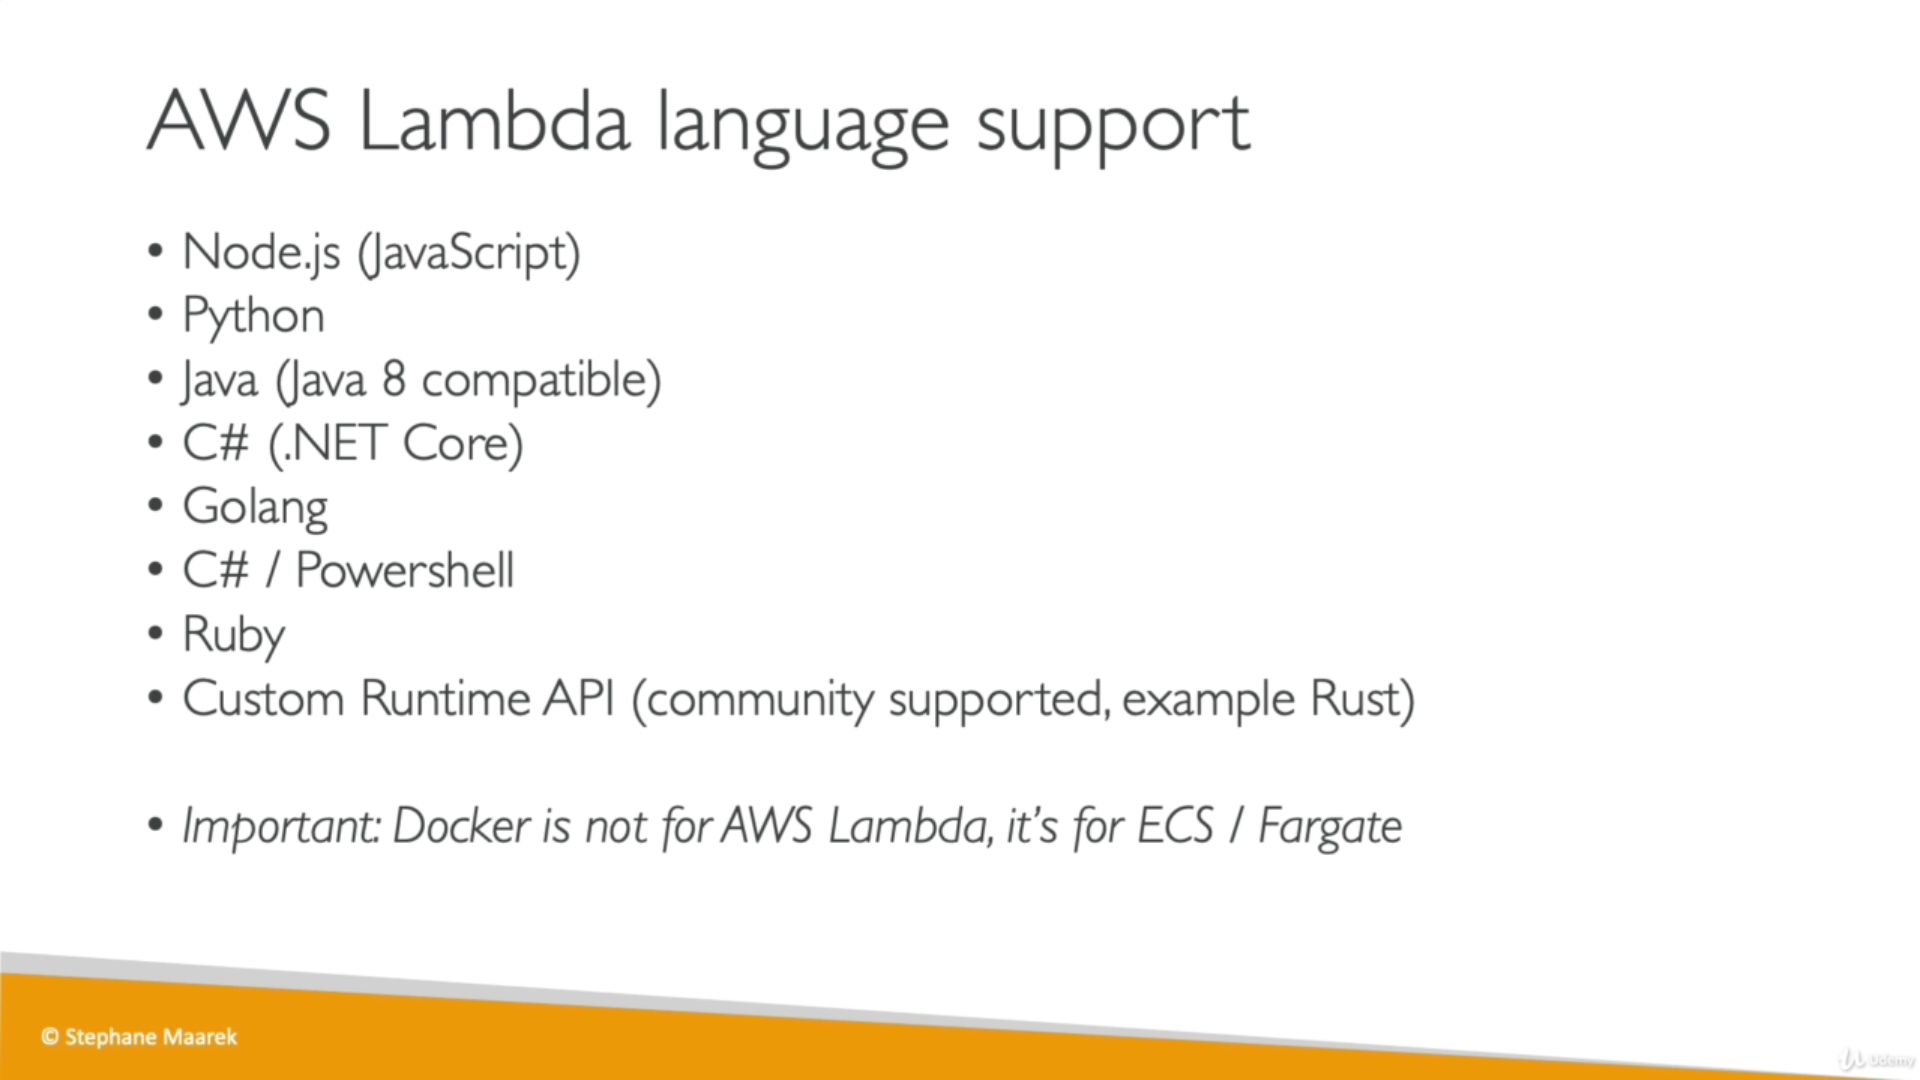 AWS Lambda language support
• Node.js (JavaScript)
• Python
• Java (Java 8 compatible)
• C# (.NET Core)
• Golang
• C# / Powershell
• Ruby
• Custom Runtime API (community supported, example Rust)
• Important: Docker is not for AWS Lambda, it's for ECS / Fargate
© Stephane Maarek
Udemy